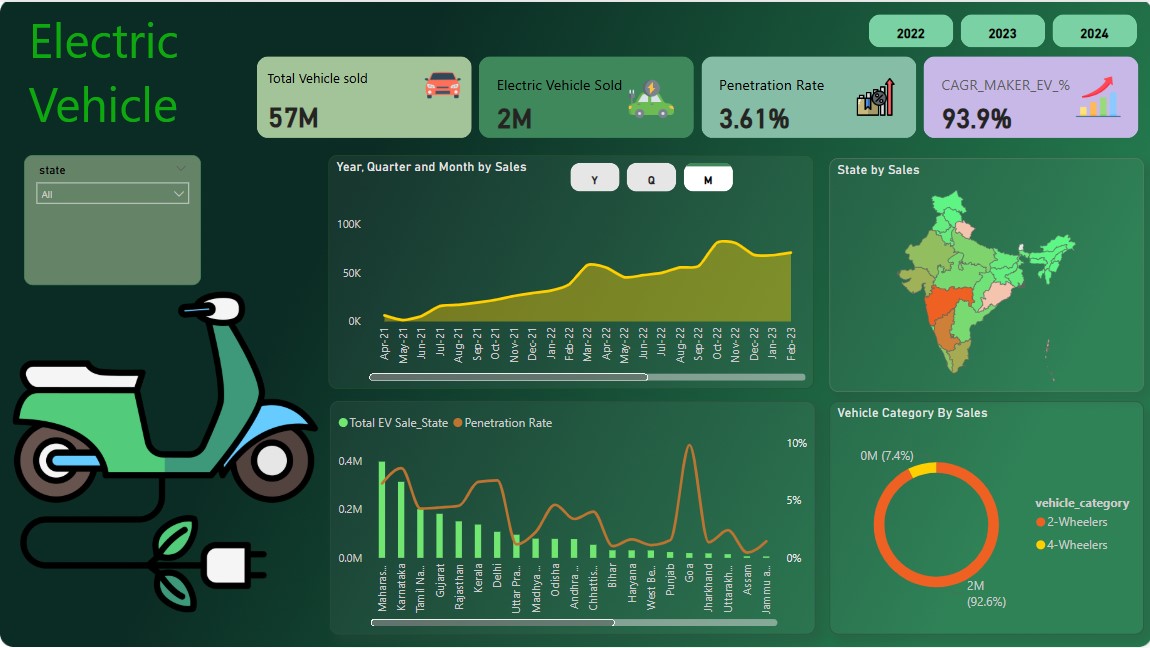 Electric
Vehicle
2022
2023
2024
Total Vehicle sold
57M
Electric Vehicle Sold
2M
Penetration Rate
3.61%
CAGR_MAKER_EV_%
93.9%
state
All
Year, Quarter and Month by Sales
Y
Q
M
100K
50K
0K
Apr-21
May-21
Jun-21
Jul-21
Aug-21
Sep-21
Oct-21
Nov-21
Dec-21
Jan-22
Feb-22
Mar-22
Apr-22
May-22
Jun-22
Jul-22
Aug-22
Sep-22
Oct-22
Nov-22
Dec-22
Jan-23
Feb-23
State by Sales
Total EV Sale_State
Penetration Rate
0.4M
0.2M
0.0M
10%
5%
0%
Maharas...
Karnataka
Tamil Na...
Gujarat
Rajasthan
Kerala
Delhi
Uttar Pra...
Madhya ...
Odisha
Andhra ...
Chhattis...
Bihar
Haryana
West Be...
Punjab
Goa
Jharkhand
Uttarakh...
Assam
Jammu a...
Vehicle Category By Sales
0M (7.4%)
2M
(92.6%)
vehicle_category
2-Wheelers
4-Wheelers